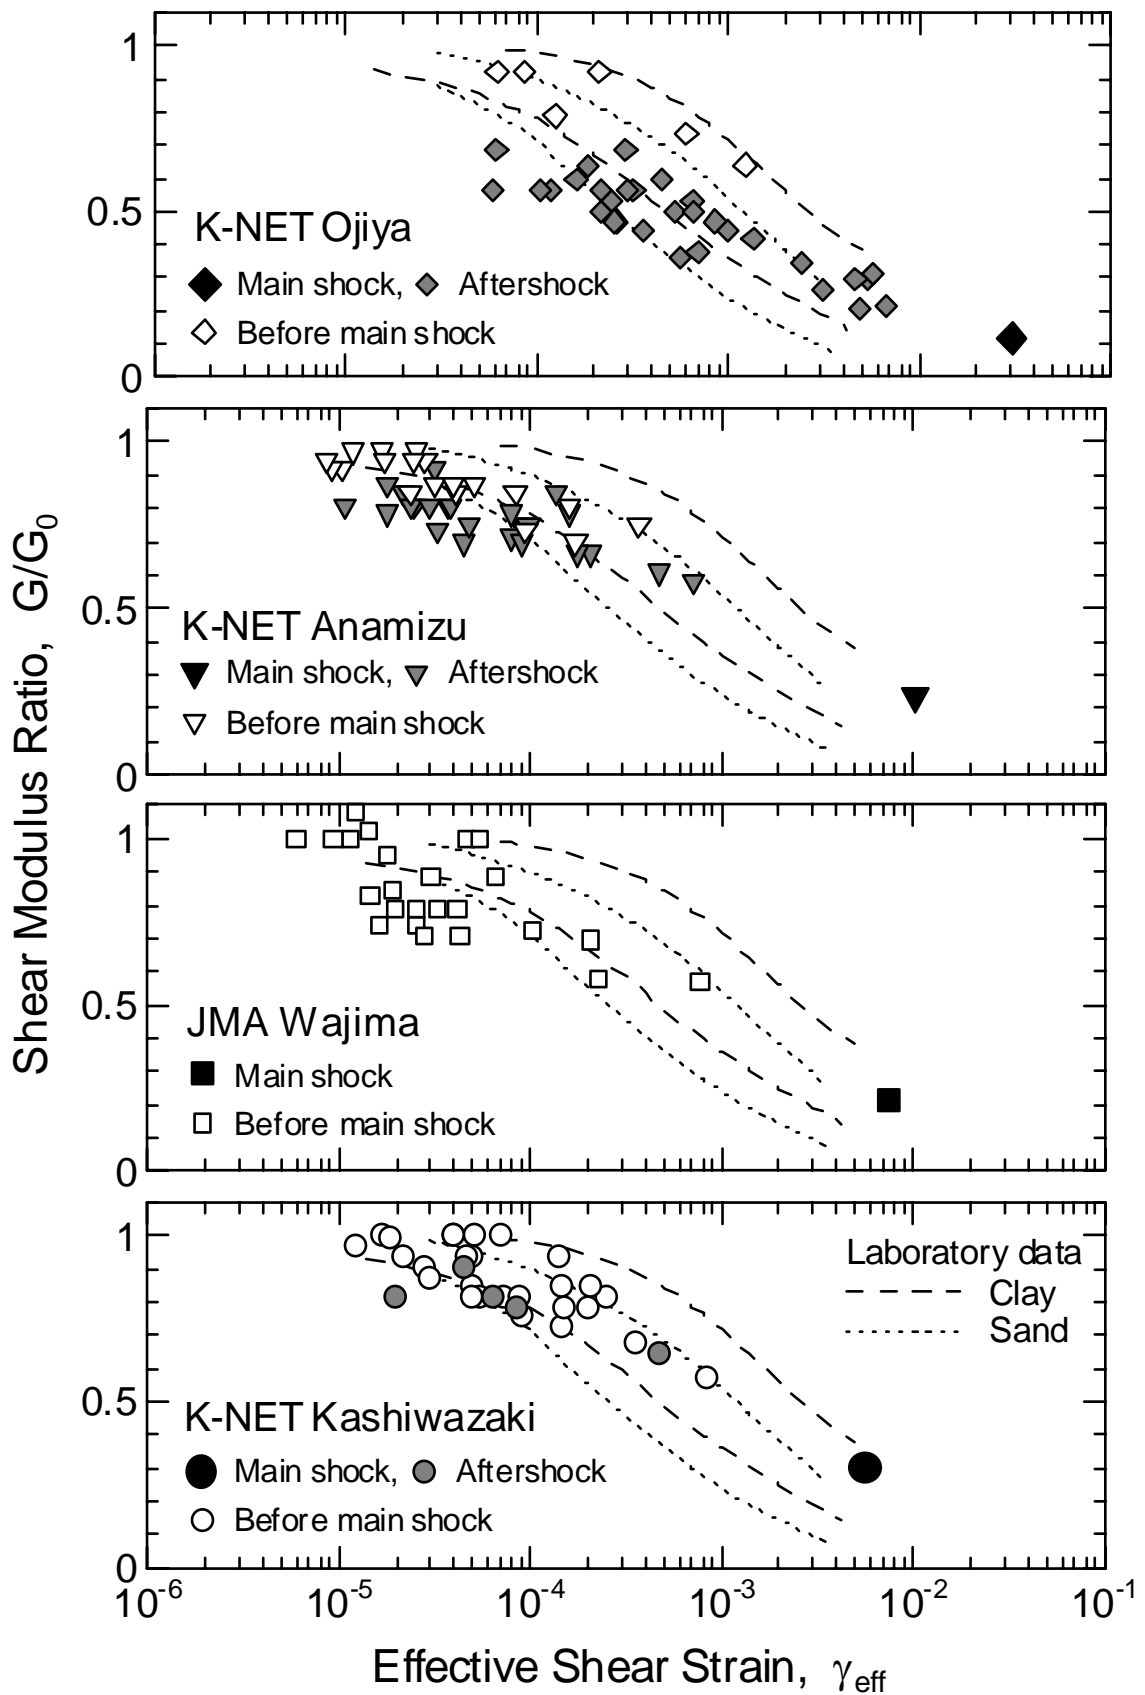 Shear Modulus Ratio, G/G0
1
0.5
0
K-NET Ojiya
Main shock, Aftershock
Before main shock
1
0.5
0
K-NET Anamizu
Main shock, Aftershock
Before main shock
1
0.5
0
JMA Wajima
Main shock
Before main shock
1
0.5
0
Laboratory data
Clay
Sand
K-NET Kashiwazaki
Main shock, Aftershock
Before main shock
10-6 10-5 10-4 10-3 10-2 10-1
Effective Shear Strain, γeff